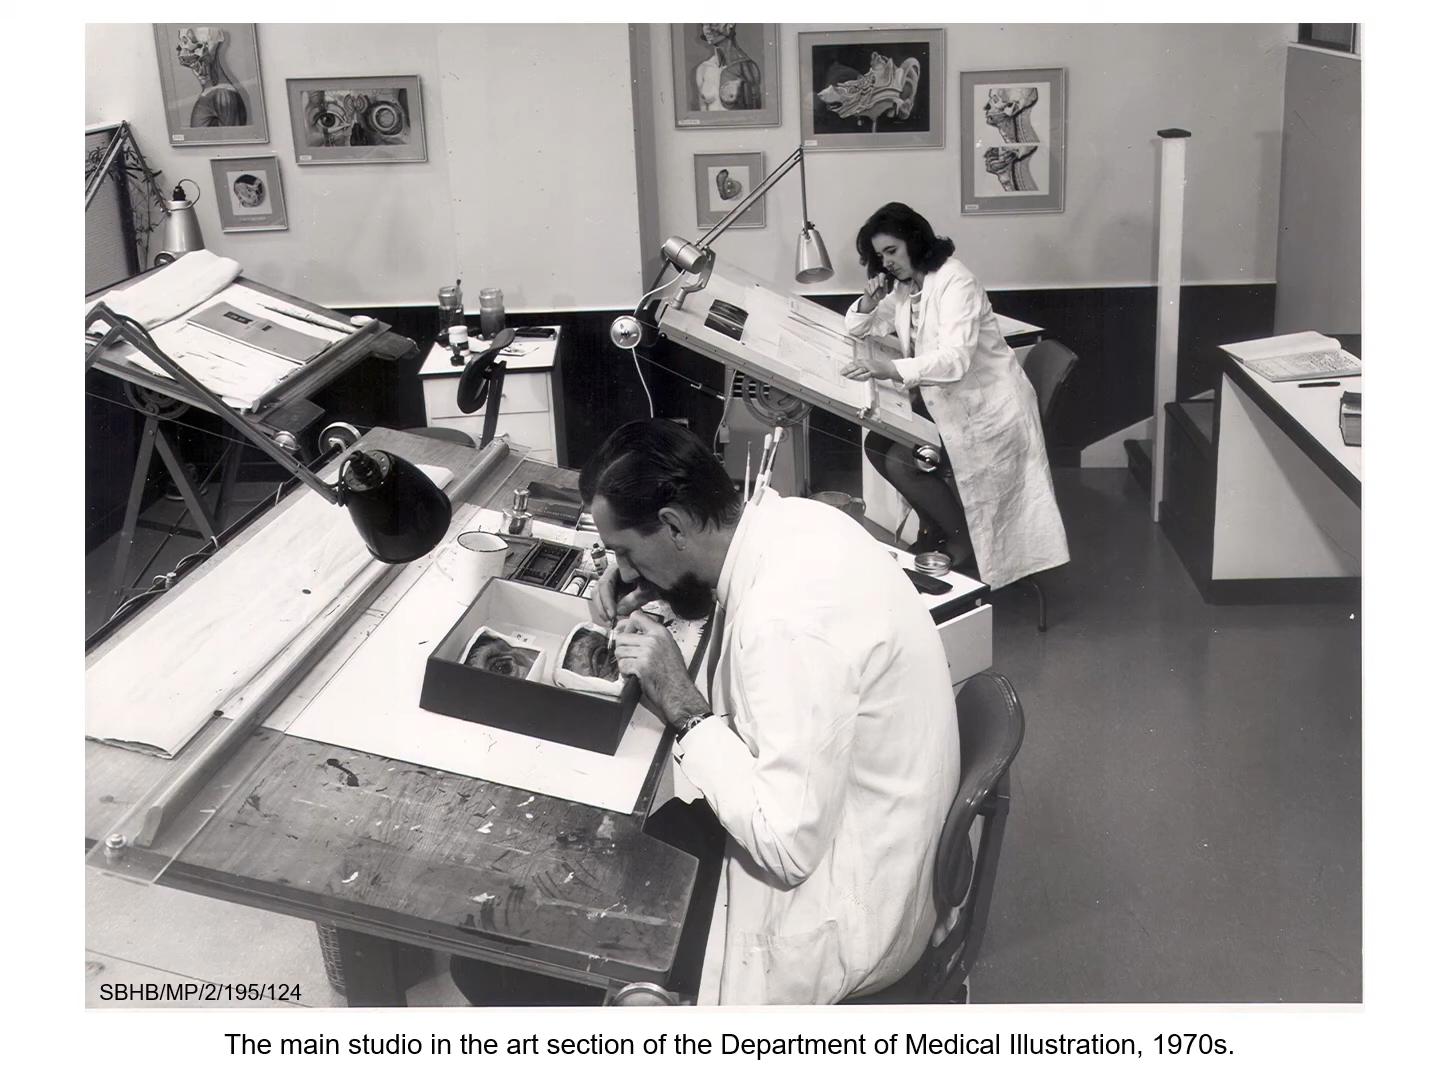 SBHB/MP/2/195/124
The main studio in the art section of the Department of Medical Illustration, 1970s.